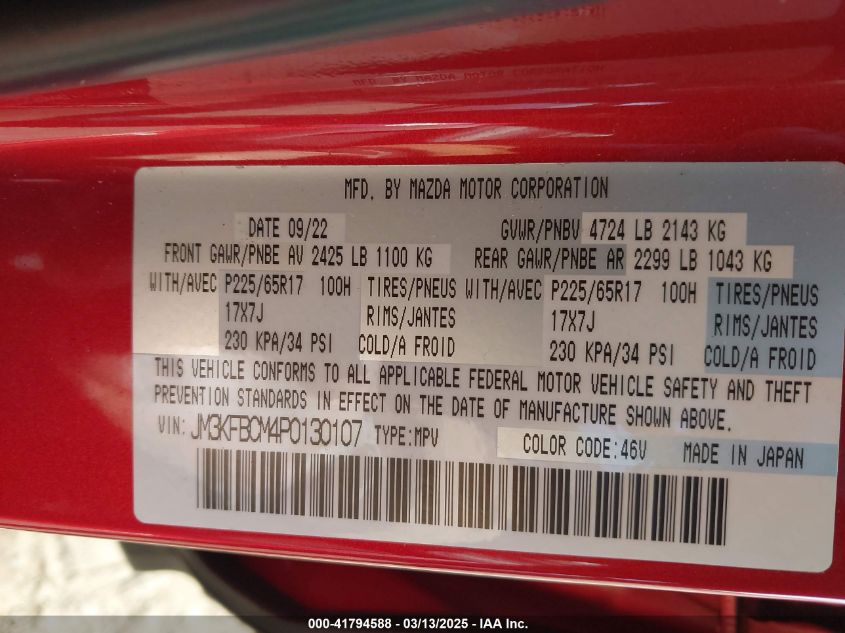 MFD. BY MAZDA MOTOR CORPORATION
DATE 09/22 GVWR/PNBV 4724 LB 2143 KG
FRONT GAWR/PNBE AV 2425 LB 1100 KG REAR GAWR/PNBE AR 2299 LB 1043 KG
WITH/AVEC P225/65R17 100H TIRES/PNEUS WITH/AVEC P225/65R17 100H TIRES/PNEUS
17X7J RIMS/JANTES 17X7J RIMS/JANTES
230 KPA/34 PSI COLD/A FROID 230 KPA/34 PSI COLD/A FROID
THIS VEHICLE CONFORMS TO ALL APPLICABLE FEDERAL MOTOR VEHICLE SAFETY AND THEFT
PREVENTION STANDARDS IN EFFECT ON THE DATE OF MANUFACTURE SHOWN ABOVE.
VIN: JM3KFBCM4P0130107 TYPE:MPV COLOR CODE:46V MADE IN JAPAN
000-41794588 - 03/13/2025 - IAA Inc.